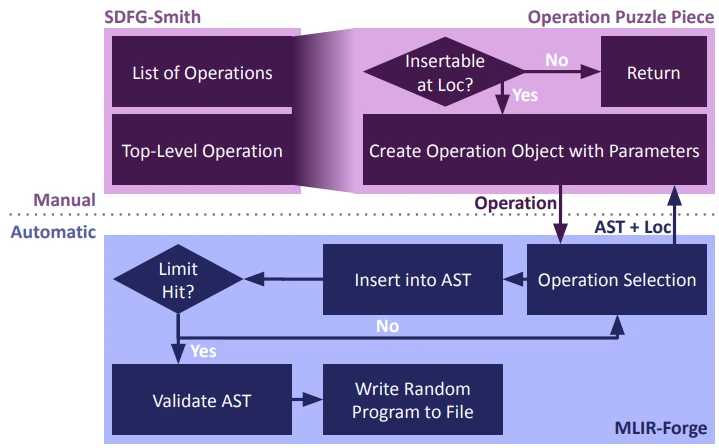 SDFG-Smith
Operation Puzzle Piece
List of Operations
Insertable
at Loc?
No
Return
Yes
Top-Level Operation
Create Operation Object with Parameters
Manual
Operation
Automatic
AST + Loc
Limit
Hit?
Insert into AST
Operation Selection
No
Yes
Validate AST
Write Random
Program to File
MLIR-Forge